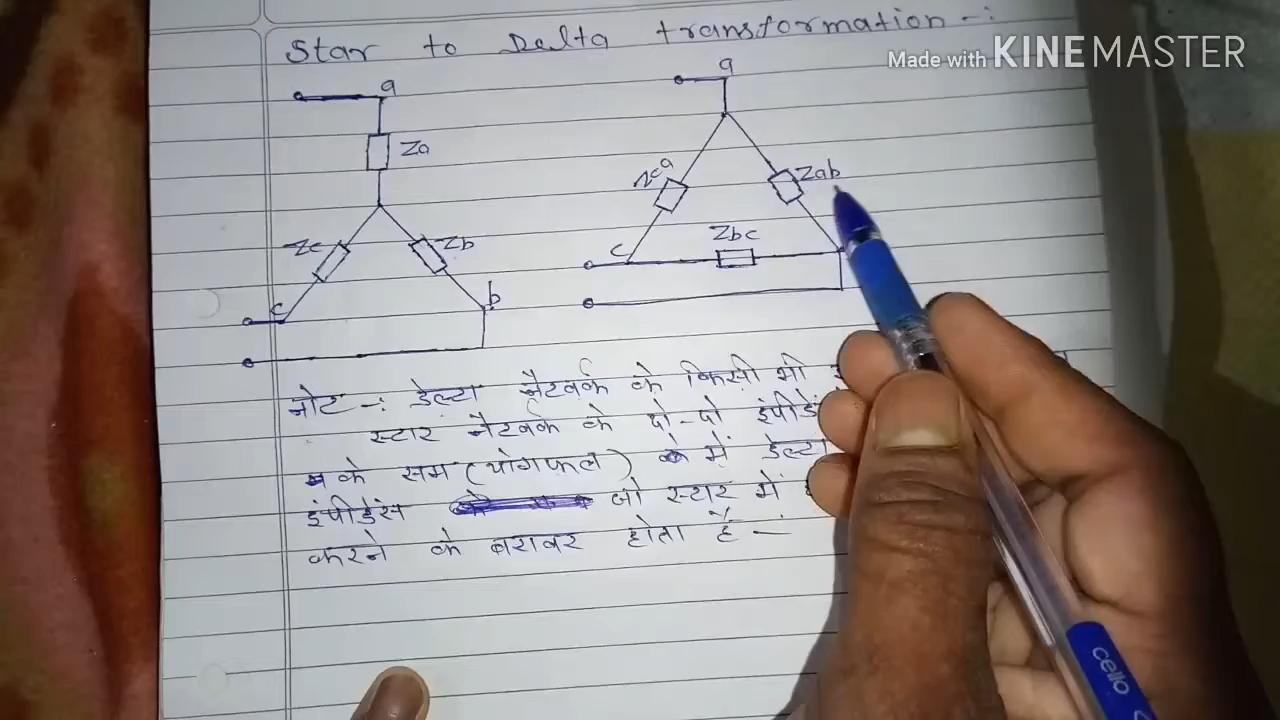 Star to Delta transformation -:
Made with KINEMASTER
a
a
Za
Zca
Zab
Zc
Zb
c
Zbc
c
b
नोट -: डेल्टा नैटवर्क के किसी भी
स्टार नैटवर्क के दो-दो इंपीडें
के सम (योगफल) में डेल्टा
इंपीडेंस जो स्टार में
करने के बराबर होता है —
cello